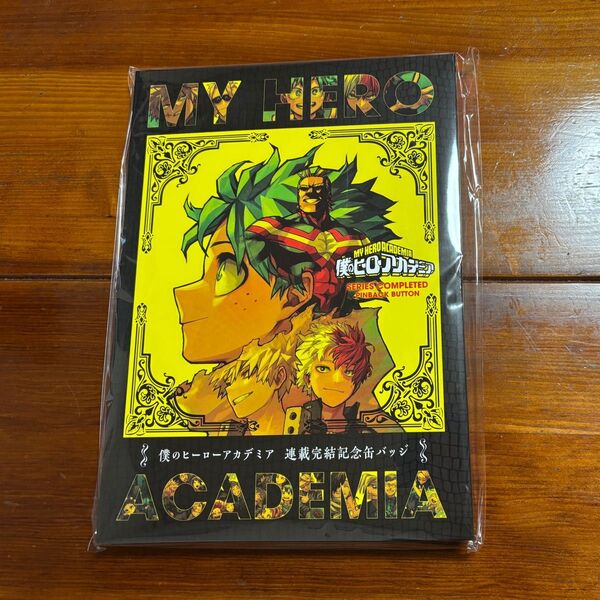 MY HERO
MY HERO ACADEMIA
僕のヒーローアカデミア
SERIES COMPLETED
PINBACK BUTTON
僕のヒーローアカデミア 連載完結記念缶バッジ
ACADEMIA